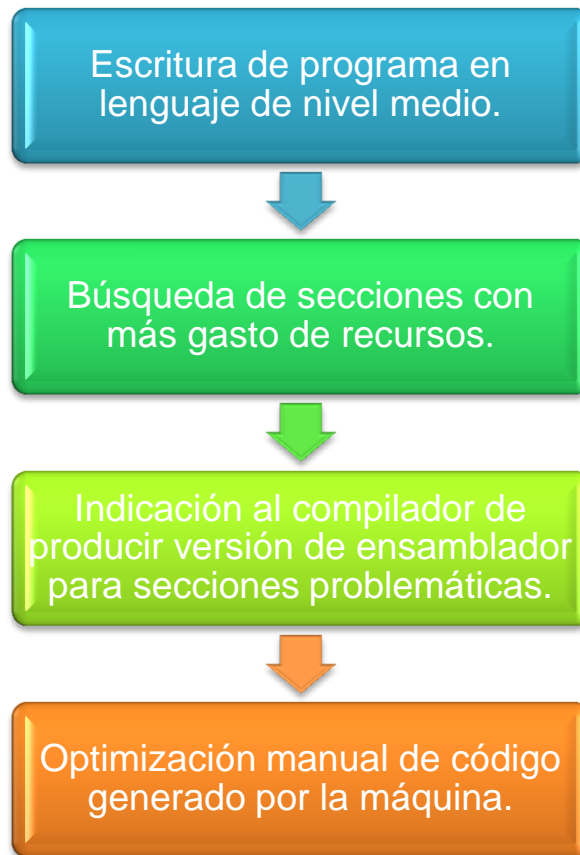 Escritura de programa en
lenguaje de nivel medio.
Búsqueda de secciones con
más gasto de recursos.
Indicación al compilador de
producir versión de ensamblador
para secciones problemáticas.
Optimización manual de código
generado por la máquina.